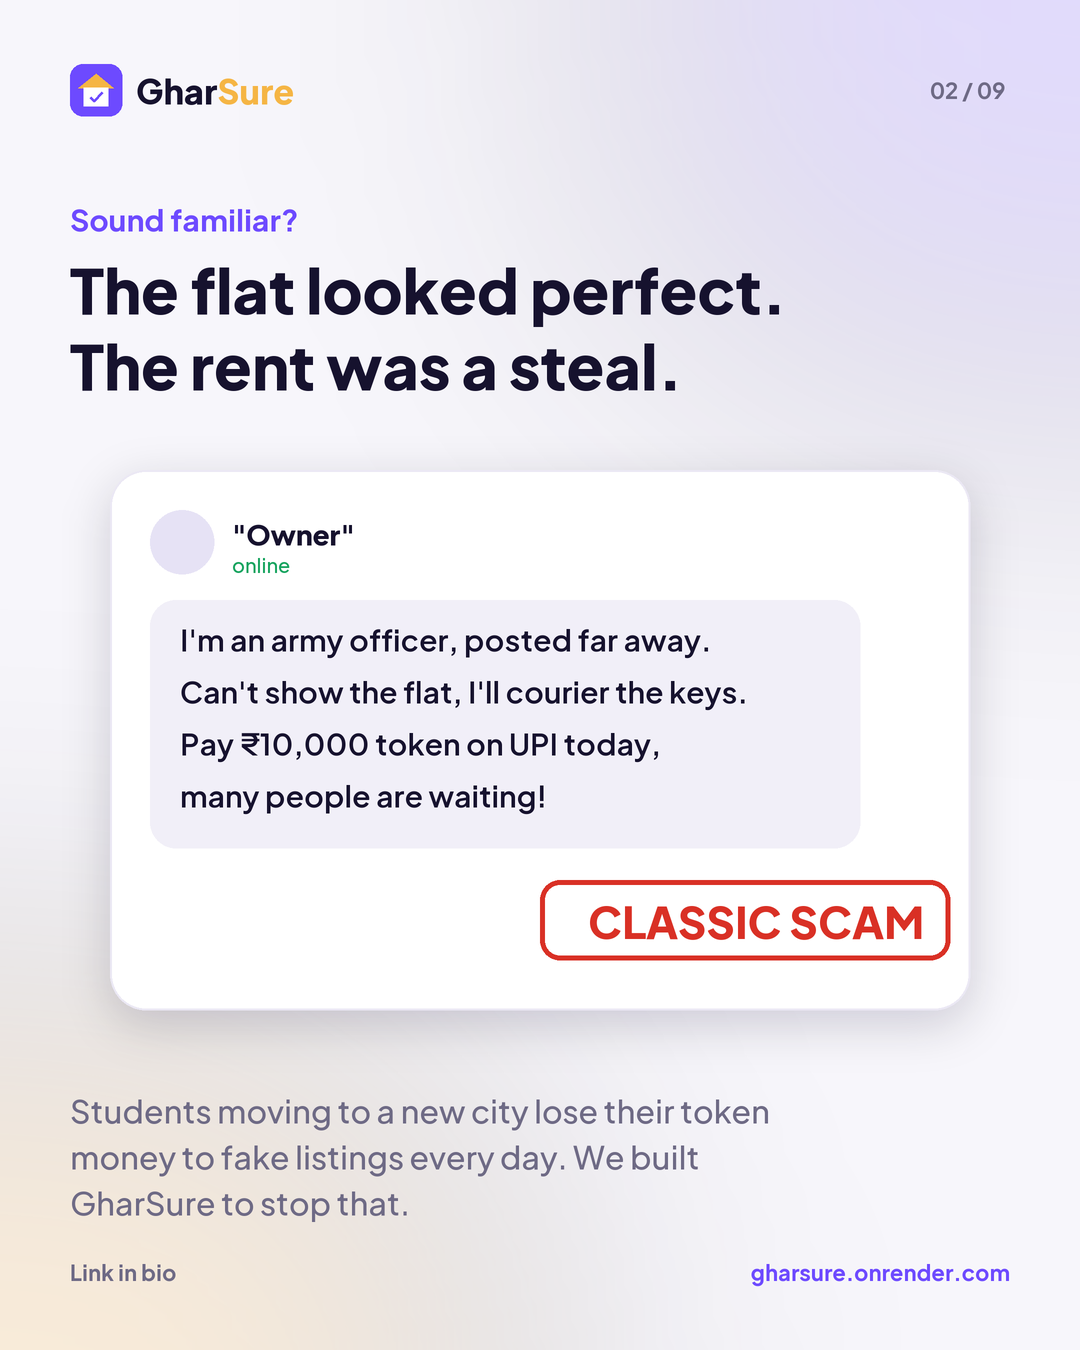 GharSure
02 / 09
Sound familiar?
The flat looked perfect.
The rent was a steal.
"Owner"
online
I'm an army officer, posted far away.
Can't show the flat, I'll courier the keys.
Pay ₹10,000 token on UPI today,
many people are waiting!
CLASSIC SCAM
Students moving to a new city lose their token
money to fake listings every day. We built
GharSure to stop that.
Link in bio
gharsure.onrender.com